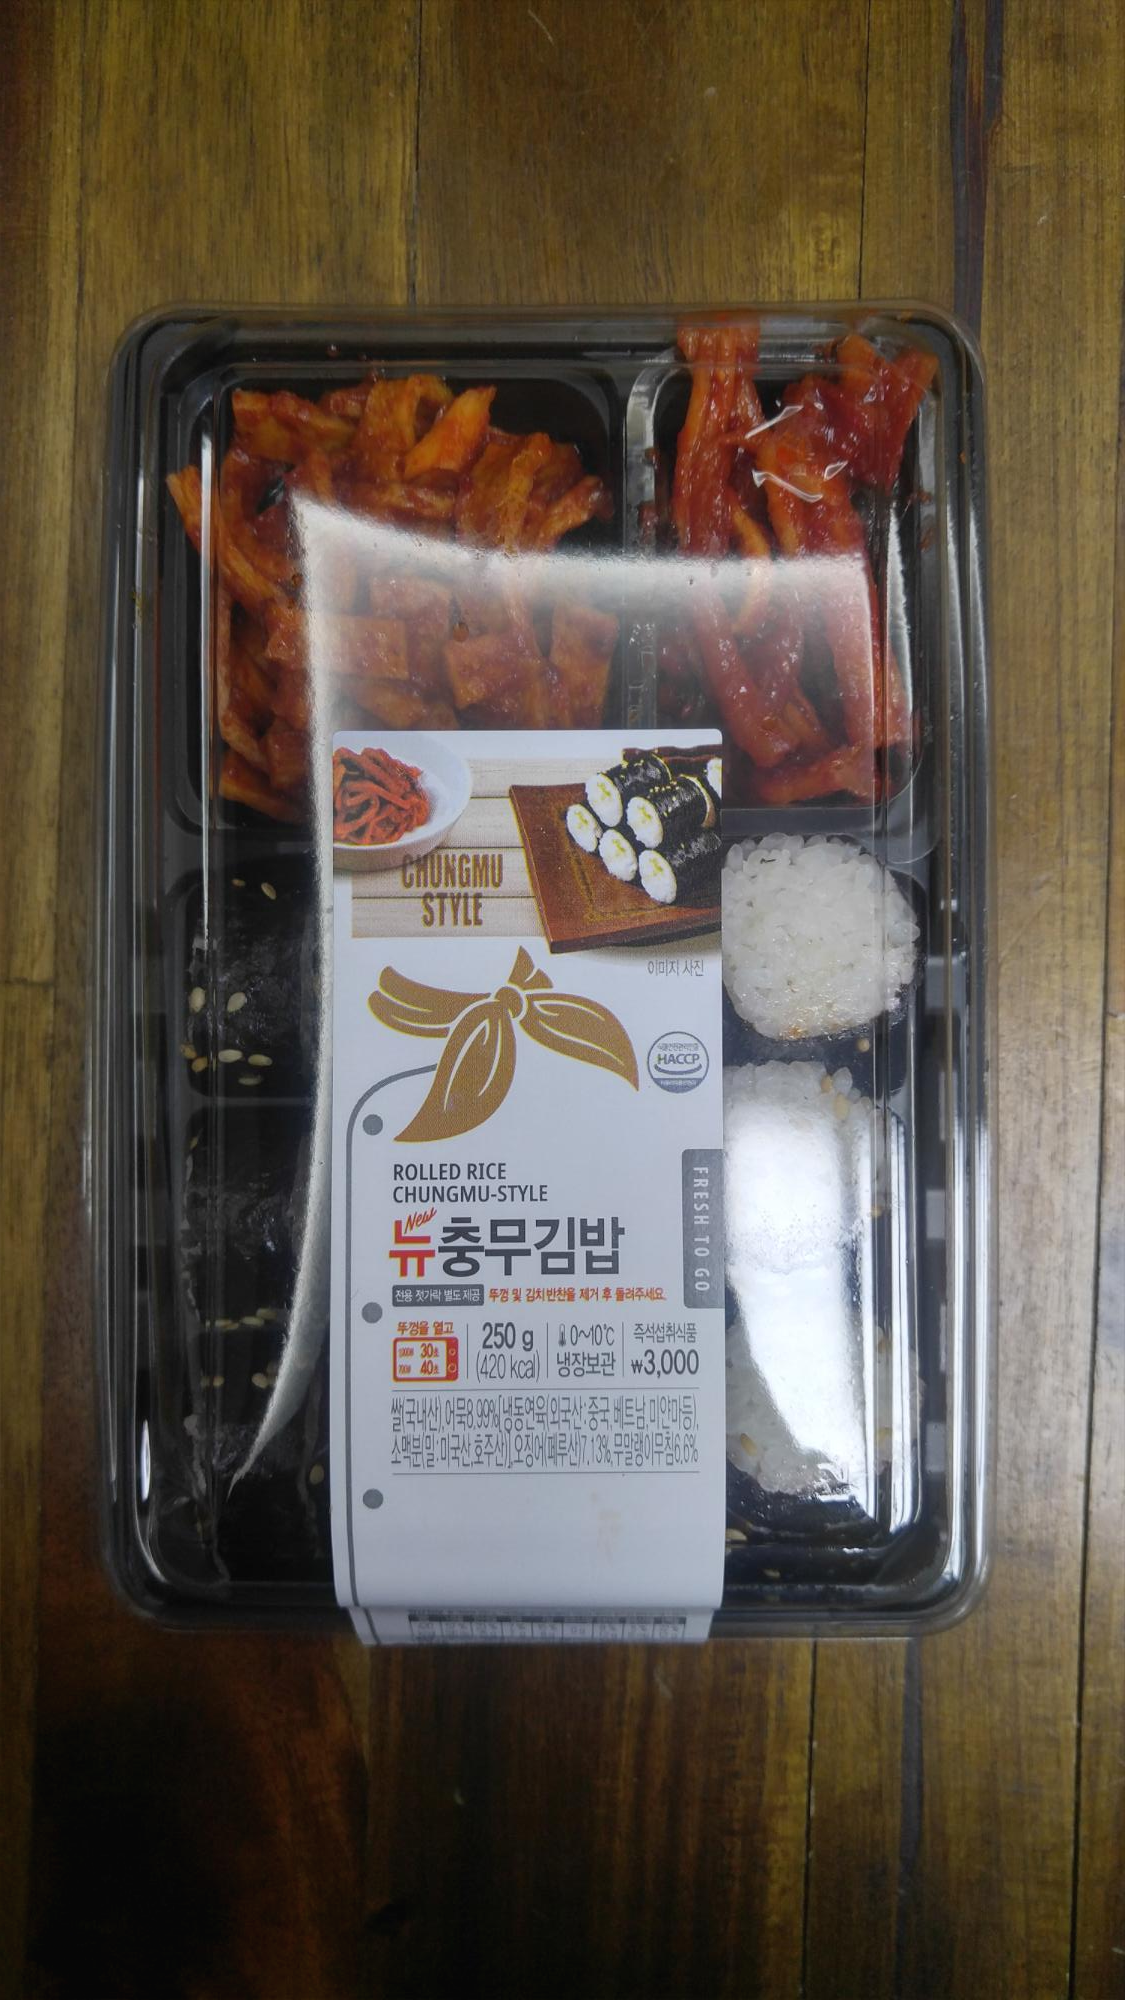 CHUNGMU
STYLE
이미지 사진
HACCP
ROLLED RICE
CHUNGMU-STYLE
New
뉴충무김밥
FRESH TO GO
전용 젓가락 별도 제공 뚜껑 및 김치반찬을 제거 후 돌려주세요.
뚜껑을 열고
1000W 30초
700W 40초
250 g
(420 kcal)
0~10℃
냉장보관
즉석섭취식품
₩3,000
쌀(국내산),어묵8.99%[냉동연육(외국산:중국,베트남,미얀마등),
소맥분(밀:미국산,호주산)],오징어(페루산)7.13%,무말랭이무침6.6%